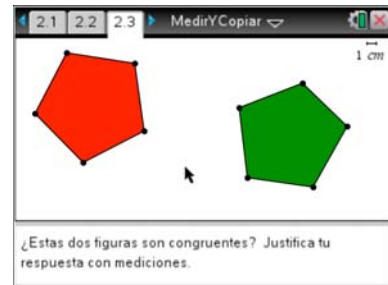 2.1 2.2 2.3 MedirYCopiar
1 cm
¿Estas dos figuras son congruentes? Justifica tu
respuesta con mediciones.